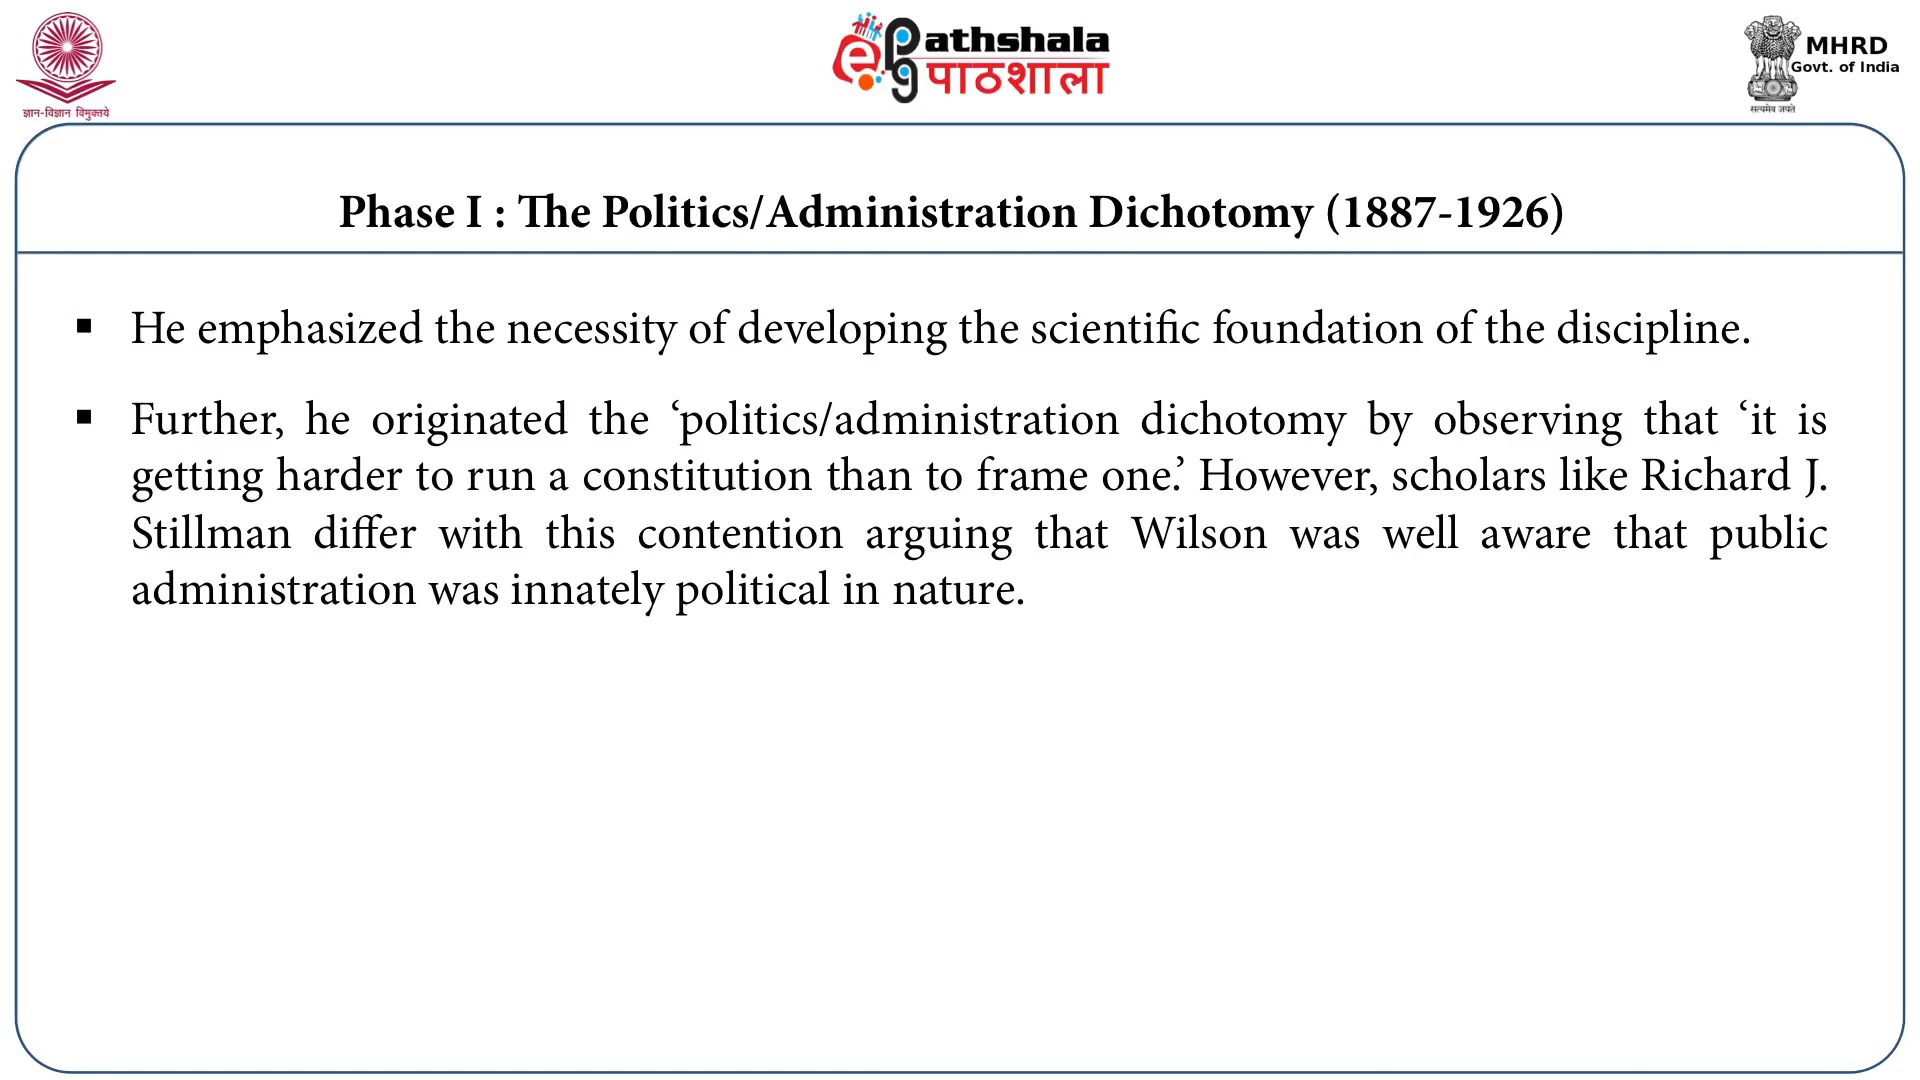 ज्ञान-विज्ञान विमुक्तये
e
Pg
athshala
पाठशाला
MHRD
Govt. of India
सत्यमेव जयते
Phase I : The Politics/Administration Dichotomy (1887-1926)
▪ He emphasized the necessity of developing the scientific foundation of the discipline.
▪ Further, he originated the ‘politics/administration dichotomy by observing that ‘it is
getting harder to run a constitution than to frame one.’ However, scholars like Richard J.
Stillman differ with this contention arguing that Wilson was well aware that public
administration was innately political in nature.